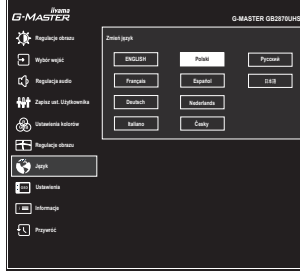 iiyama
G-MASTER
G-MASTER GB2870UHS
Regulacje obrazu
Wybór wejść
Regulacja audio
Zapisz ust. Użytkownika
Ustawienia kolorów
Regulacje obrazu
Język
Ustawienia
Informacje
Przywróć
Zmień język
ENGLISH
Polski
Русский
Français
Español
日本語
Deutsch
Nederlands
Italiano
Česky